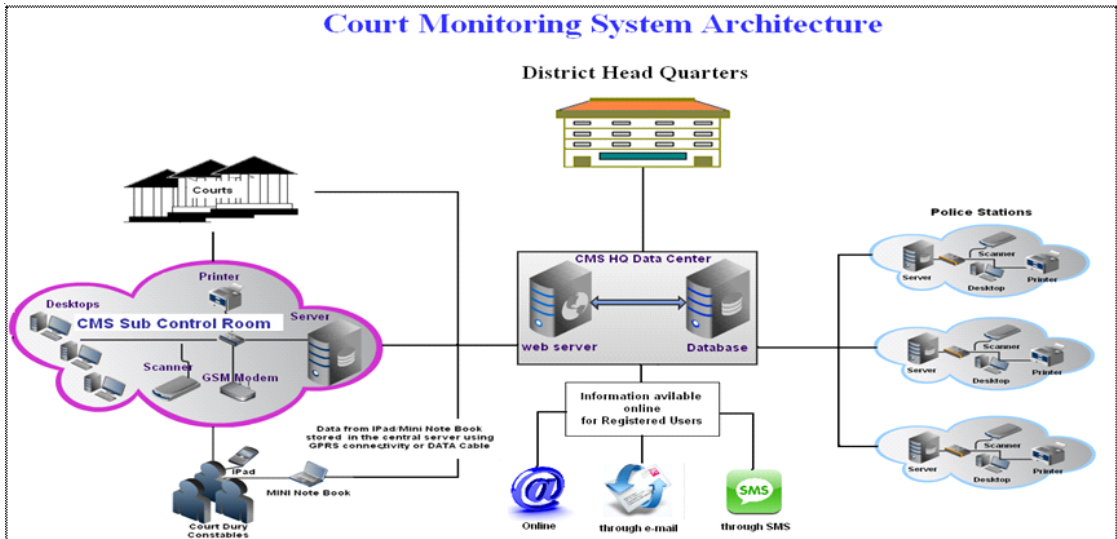 Court Monitoring System Architecture
District Head Quarters
Courts
Printer
Desktops
CMS Sub Control Room
Server
Scanner
GSM Modem
Data from IPad/Mini Note Book
stored in the central server using
GPRS connectivity or DATA Cable
IPad
MINI Note Book
Court Dury
Constables
CMS HQ Data Center
web server
Database
Information avilable
online
for Registered Users
Online
through e-mail
SMS
through SMS
Police Stations
Scanner
Server
Desktop
Printer
Scanner
Server
Desktop
Printer
Scanner
Server
Desktop
Printer